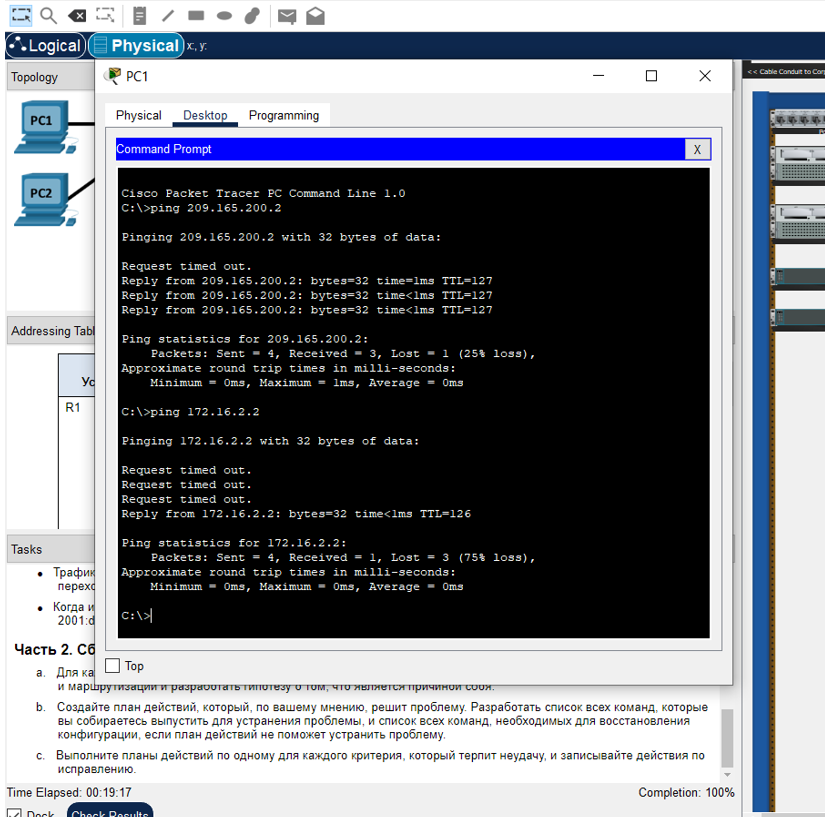 Logical
Physical
x:, y:
<< Cable Conduit to Cor
Topology
PC1
PC2
PC1
Physical
Desktop
Programming
Command Prompt
X
Cisco Packet Tracer PC Command Line 1.0
C:\>ping 209.165.200.2
Pinging 209.165.200.2 with 32 bytes of data:
Request timed out.
Reply from 209.165.200.2: bytes=32 time=1ms TTL=127
Reply from 209.165.200.2: bytes=32 time<1ms TTL=127
Reply from 209.165.200.2: bytes=32 time<1ms TTL=127
Ping statistics for 209.165.200.2:
Packets: Sent = 4, Received = 3, Lost = 1 (25% loss),
Approximate round trip times in milli-seconds:
Minimum = 0ms, Maximum = 1ms, Average = 0ms
C:\>ping 172.16.2.2
Pinging 172.16.2.2 with 32 bytes of data:
Request timed out.
Request timed out.
Request timed out.
Reply from 172.16.2.2: bytes=32 time<1ms TTL=126
Ping statistics for 172.16.2.2:
Packets: Sent = 4, Received = 1, Lost = 3 (75% loss),
Approximate round trip times in milli-seconds:
Minimum = 0ms, Maximum = 0ms, Average = 0ms
C:\>
Top
Addressing Tabl
Ус
R1
Tasks
• Трафик
перехо
• Когда и
2001:d
Часть 2. Сб
a. Для ка
и маршрутизации и разработать гипотезу о том, что является причиной сбоя.
b. Создайте план действий, который, по вашему мнению, решит проблему. Разработать список всех команд, которые
вы собираетесь выпустить для устранения проблемы, и список всех команд, необходимых для восстановления
конфигурации, если план действий не поможет устранить проблему.
c. Выполните планы действий по одному для каждого критерия, который терпит неудачу, и записывайте действия по
исправлению.
Time Elapsed: 00:19:17
Completion: 100%
Dock
Check Results